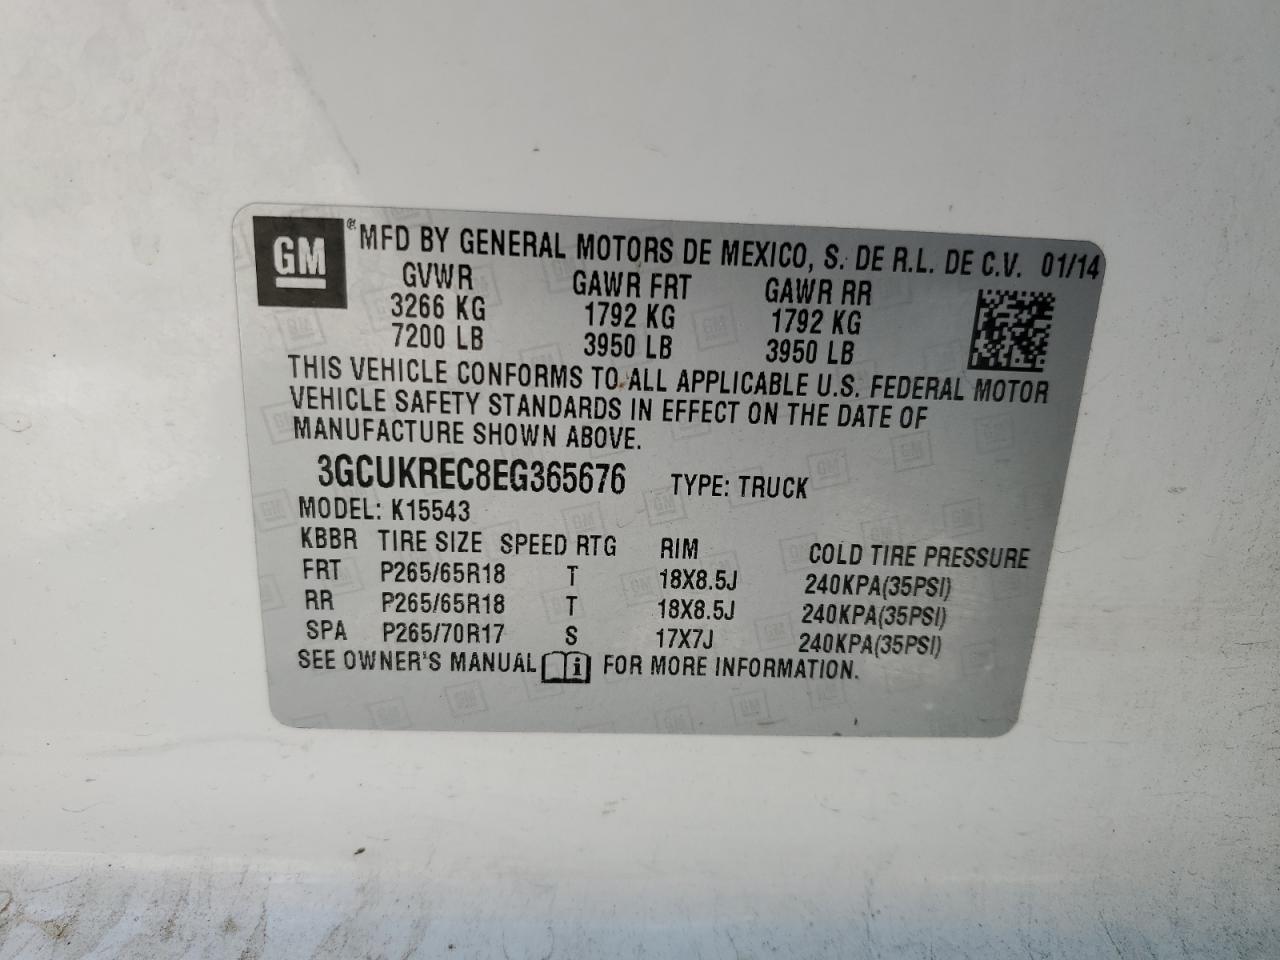 GM
® MFD BY GENERAL MOTORS DE MEXICO, S. DE R.L. DE C.V. 01/14
GVWR GAWR FRT GAWR RR
3266 KG 1792 KG 1792 KG
7200 LB 3950 LB 3950 LB
THIS VEHICLE CONFORMS TO ALL APPLICABLE U.S. FEDERAL MOTOR
VEHICLE SAFETY STANDARDS IN EFFECT ON THE DATE OF
MANUFACTURE SHOWN ABOVE.
3GCUKREC8EG365676 TYPE: TRUCK
MODEL: K15543
KBBR TIRE SIZE SPEED RTG RIM COLD TIRE PRESSURE
FRT P265/65R18 T 18X8.5J 240KPA(35PSI)
RR P265/65R18 T 18X8.5J 240KPA(35PSI)
SPA P265/70R17 S 17X7J 240KPA(35PSI)
SEE OWNER'S MANUAL i FOR MORE INFORMATION.